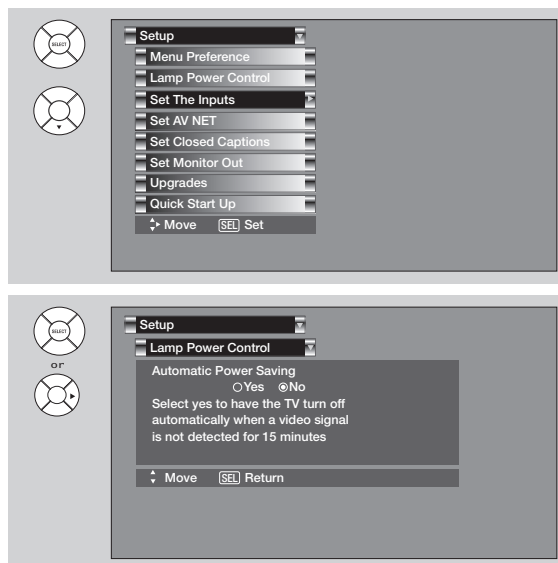 SELECT
Setup
Menu Preference
Lamp Power Control
Set The Inputs
Set AV NET
Set Closed Captions
Set Monitor Out
Upgrades
Quick Start Up
Move SEL Set
SELECT
or
Setup
Lamp Power Control
Automatic Power Saving
Yes No
Select yes to have the TV turn off
automatically when a video signal
is not detected for 15 minutes
Move SEL Return